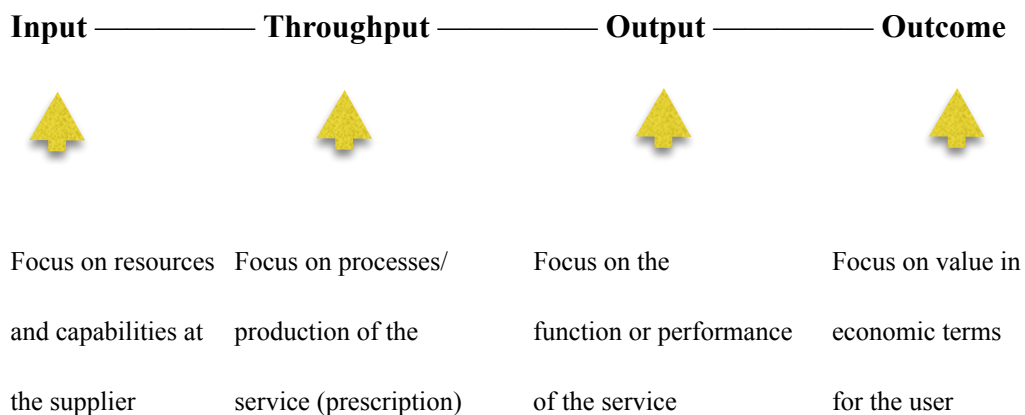 Input ————— Throughput ————— Output ————— Outcome
Focus on resources Focus on processes/ Focus on the Focus on value in
and capabilities at production of the function or performance economic terms
the supplier service (prescription) of the service for the user